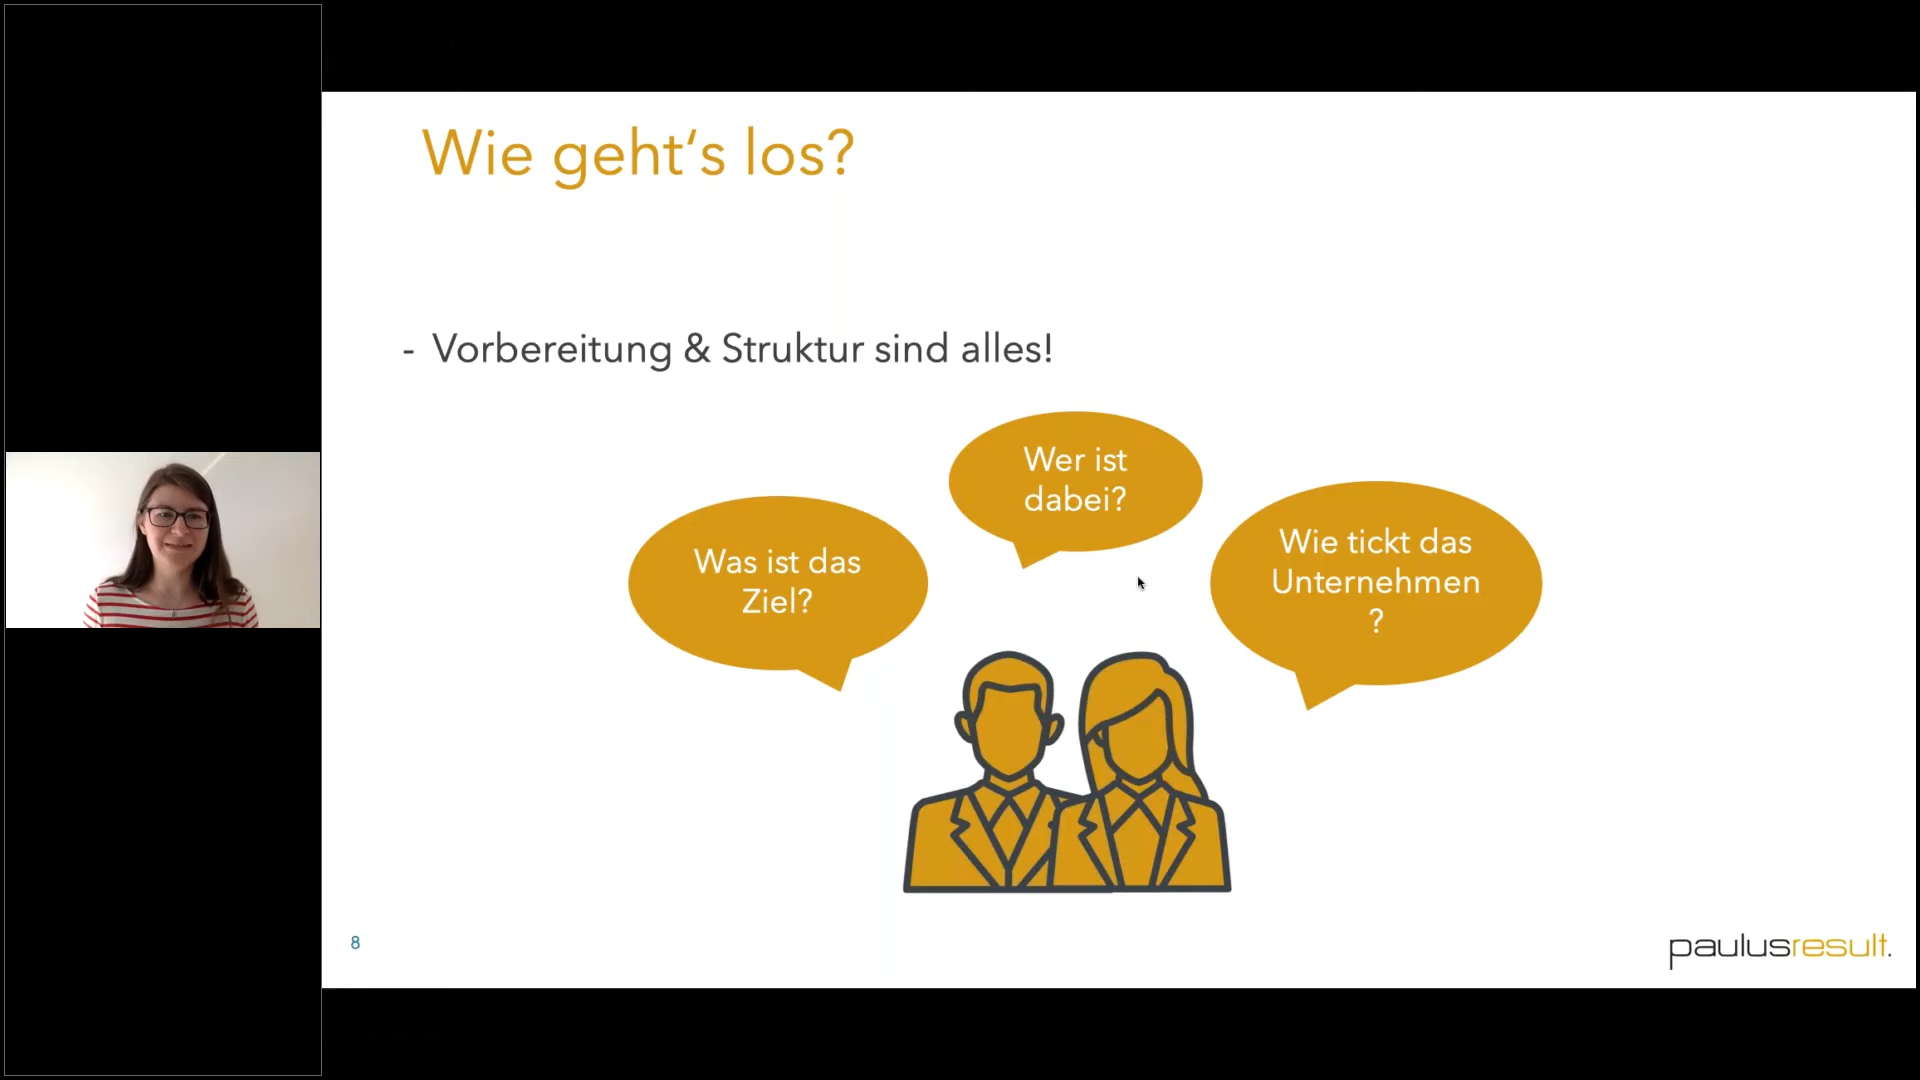 Wie geht‘s los?
- Vorbereitung & Struktur sind alles!
Wer ist
dabei?
Was ist das
Ziel?
Wie tickt das
Unternehmen
?
8
paulusresult.